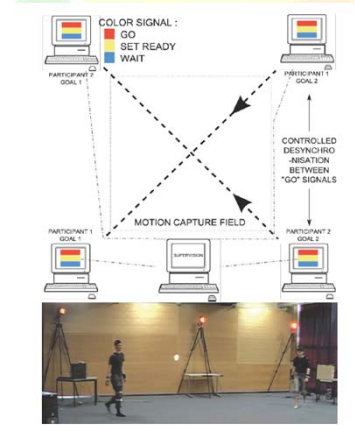 COLOR SIGNAL :
GO
SET READY
WAIT
PARTICIPANT 2
GOAL 1
PARTICIPANT 1
GOAL 2
CONTROLLED
DESYNCHRO
-NISATION
BETWEEN
"GO" SIGNALS
MOTION CAPTURE FIELD
PARTICIPANT 1
GOAL 1
SUPERVISION
PARTICIPANT 2
GOAL 2